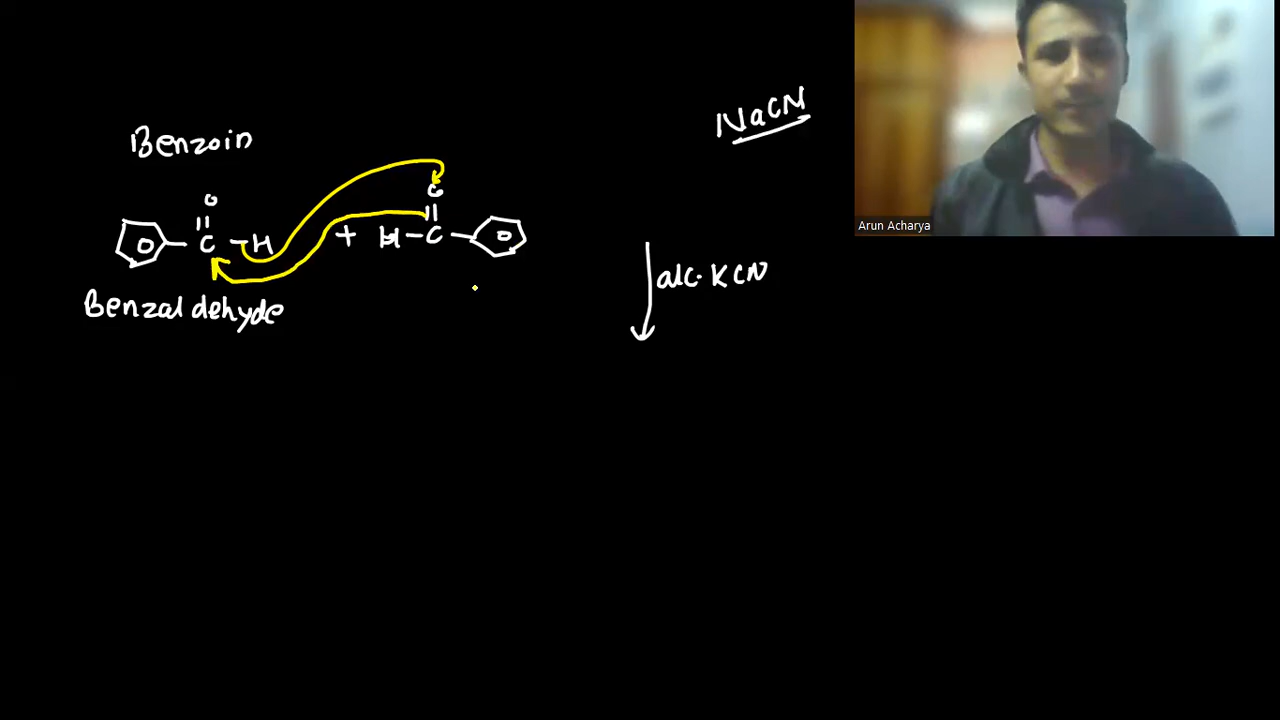 NaCN
Benzoin
O O
|| ||
C-H + H-C
alc. KCN
Benzaldehyde
Arun Acharya